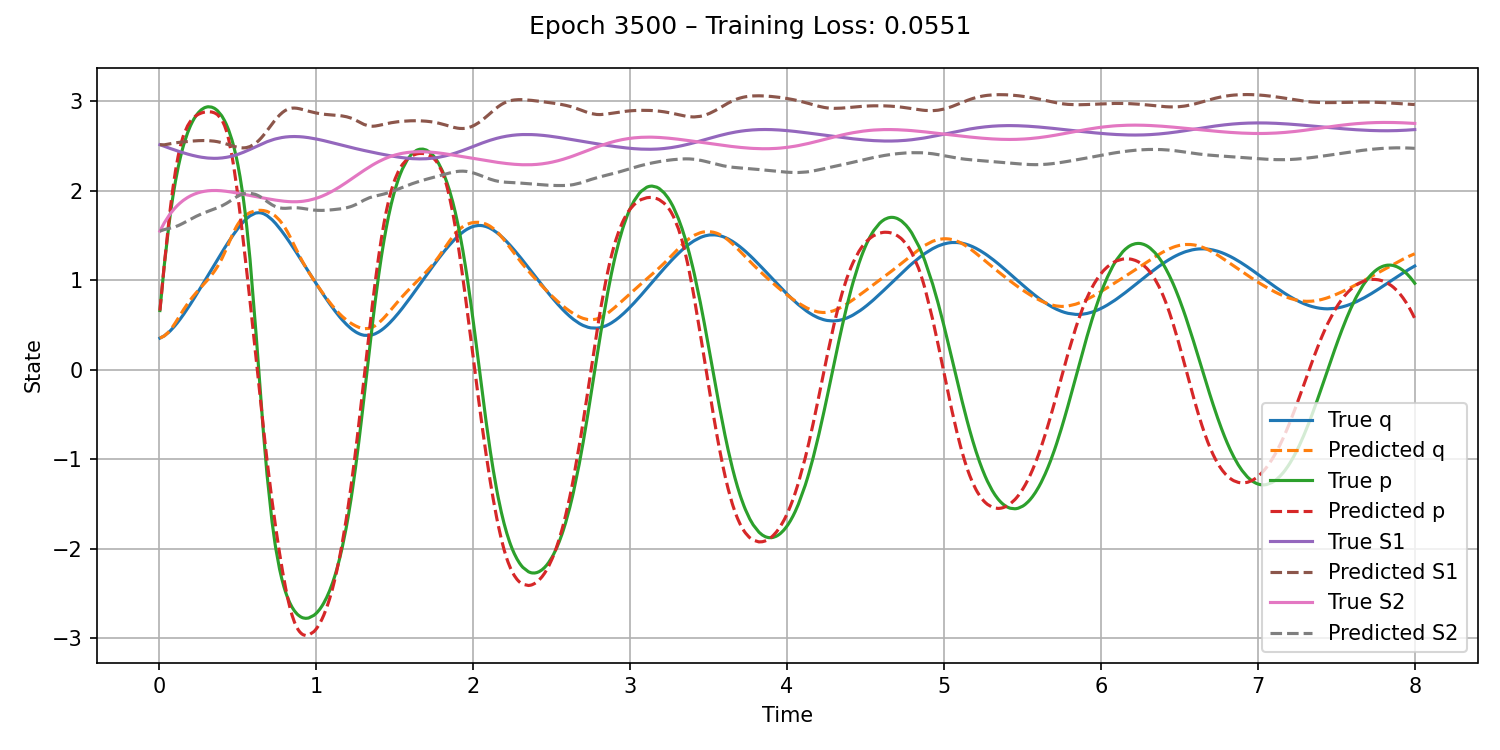 Epoch 3500 – Training Loss: 0.0551
3
2
1
0
−1
−2
−3
State
True q
Predicted q
True p
Predicted p
True S1
Predicted S1
True S2
Predicted S2
0 1 2 3 4 5 6 7 8
Time